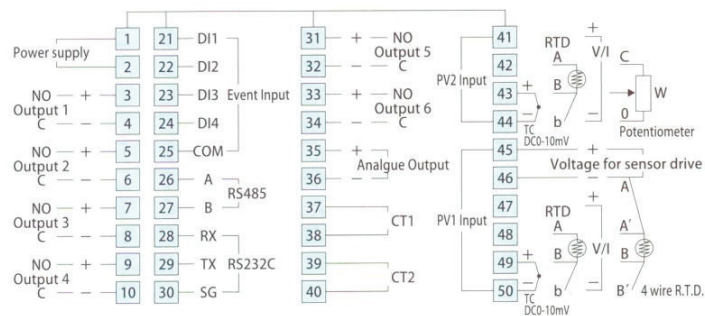 1 21 DI1 31 + NO 41 RTD + V/I
Power supply Output 5 A C
2 22 DI2 32 − C 42 PV2 Input
NO + 3 23 DI3 Event Input 33 + NO 43 + B W
Output 1 Output 6
C − 4 24 DI4 34 − C 44 − b − 0
TC Potentiometer
DC0-10mV
NO + 5 25 COM 35 + 45 + Voltage for sensor drive
Output 2 Analgue Output
C − 6 26 A 36 − 46 −
RS485 A
NO + 7 27 B 37 47 RTD + A'
Output 3 CT1 PV1 Input A
C − 8 28 RX 38 48 V/I
NO + 9 29 TX RS232C 39 49 + B B
Output 4 CT2
C − 10 30 SG 40 50 − b − B' 4 wire R.T.D.
TC
DC0-10mV